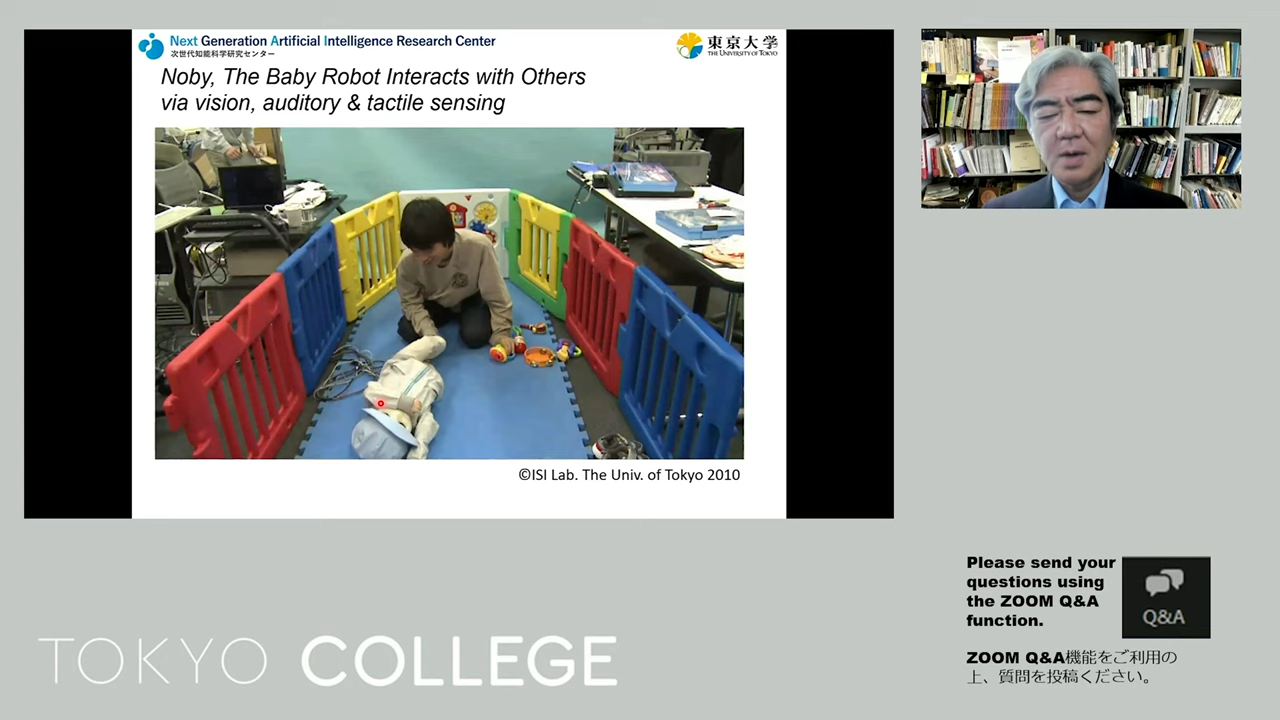 Next Generation Artificial Intelligence Research Center
次世代知能科学研究センター
東京大学
THE UNIVERSITY OF TOKYO
Noby, The Baby Robot Interacts with Others
via vision, auditory & tactile sensing
©ISI Lab. The Univ. of Tokyo 2010
Please send your
questions using
the ZOOM Q&A
function.
Q&A
ZOOM Q&A機能をご利用の
上、質問を投稿ください。
TOKYO COLLEGE